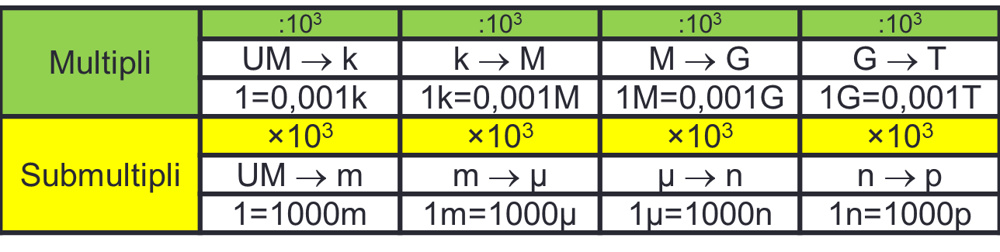 Multipli
:10³ :10³ :10³ :10³
UM → k k → M M → G G → T
1=0,001k 1k=0,001M 1M=0,001G 1G=0,001T
Submultipli
×10³ ×10³ ×10³ ×10³
UM → m m → µ µ → n n → p
1=1000m 1m=1000µ 1µ=1000n 1n=1000p